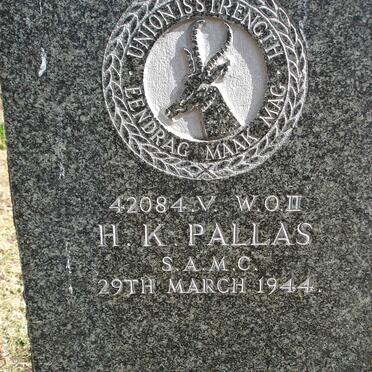 UNION IS STRENGTH
EENDRAG MAAK MAG
42084.V. W.O.II
H. K. PALLAS
S.A.M.C.
29TH MARCH 1944.